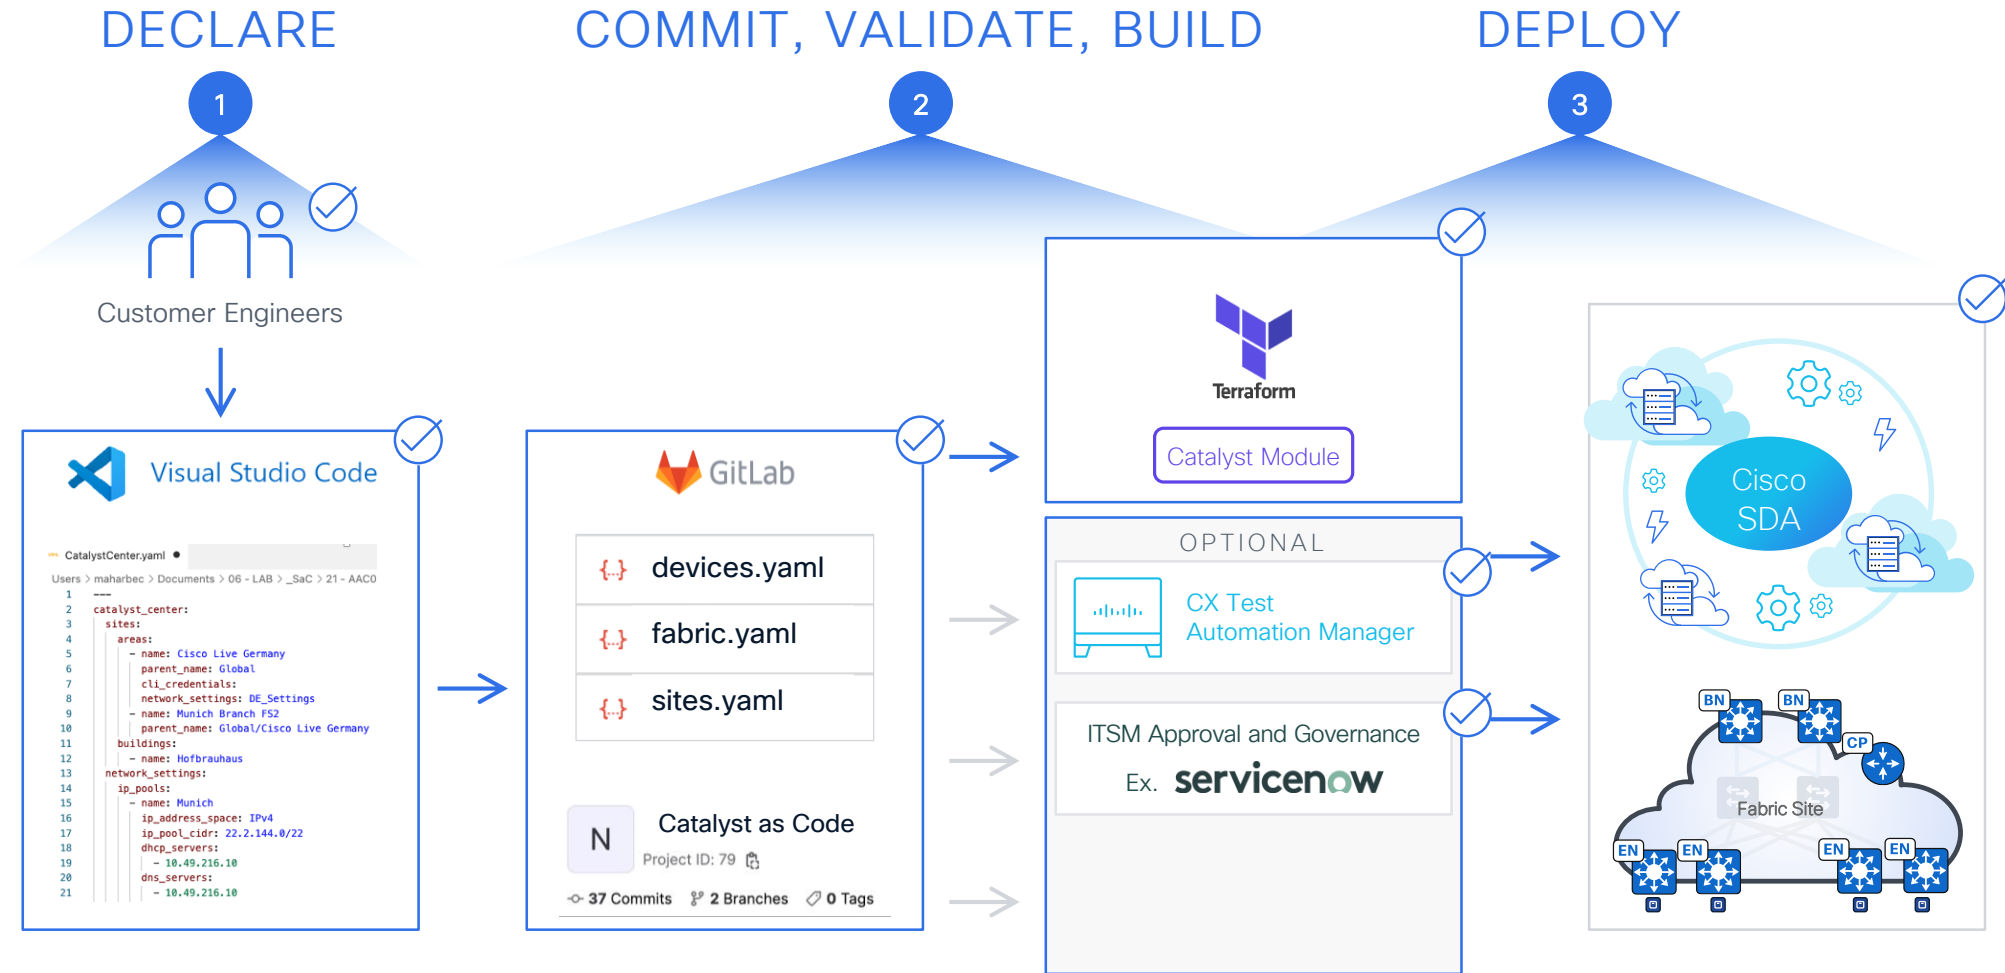 DECLARE
COMMIT, VALIDATE, BUILD
DEPLOY
1
2
3
Customer Engineers
Visual Studio Code
CatalystCenter.yaml
Users > maharbec > Documents > 06 - LAB > _SaC > 21 - AAC0
1 ---
2 catalyst_center:
3 sites:
4 areas:
5 - name: Cisco Live Germany
6 parent_name: Global
7 cli_credentials:
8 network_settings: DE_Settings
9 - name: Munich Branch FS2
10 parent_name: Global/Cisco Live Germany
11 buildings:
12 - name: Hofbrauhaus
13 network_settings:
14 ip_pools:
15 - name: Munich
16 ip_address_space: IPv4
17 ip_pool_cidr: 22.2.144.0/22
18 dhcp_servers:
19 - 10.49.216.10
20 dns_servers:
21 - 10.49.216.10
GitLab
{..} devices.yaml
{..} fabric.yaml
{..} sites.yaml
N
Catalyst as Code
Project ID: 79
37 Commits 2 Branches 0 Tags
Terraform
Catalyst Module
OPTIONAL
CX Test
Automation Manager
ITSM Approval and Governance
Ex. servicenow
Cisco
SDA
BN
BN
CP
Fabric Site
EN
EN
EN
EN